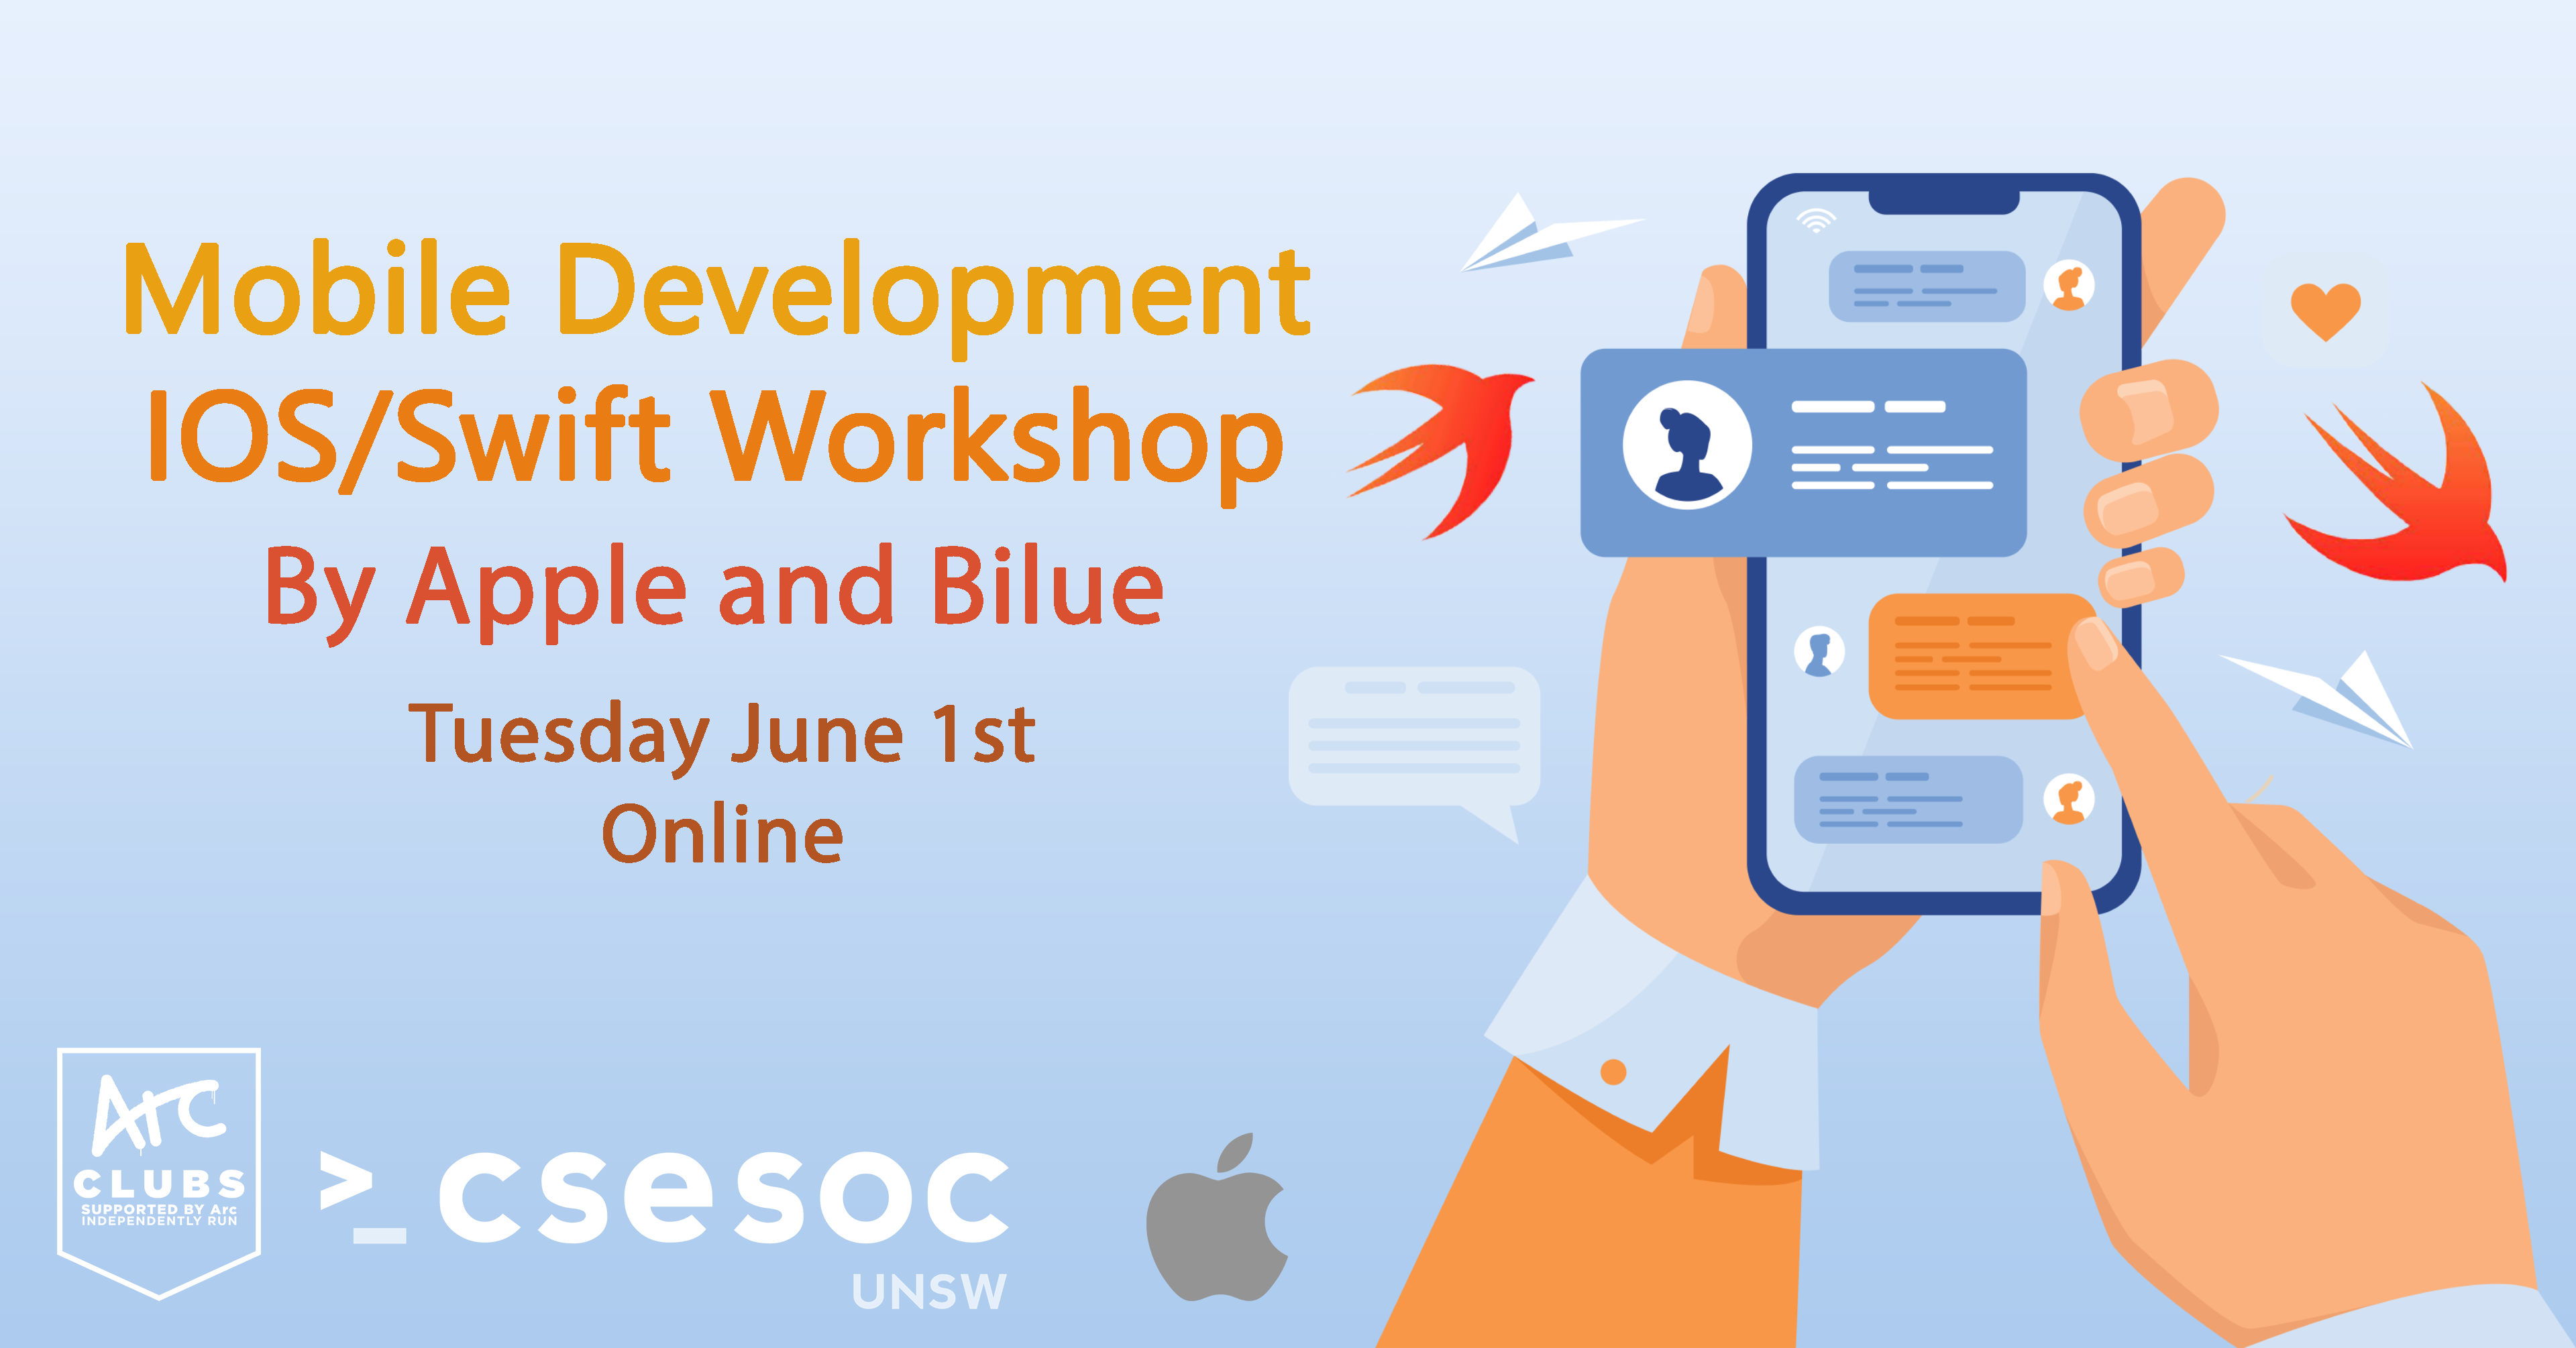 Mobile Development
IOS/Swift Workshop
By Apple and Bilue
Tuesday June 1st
Online
Arc
CLUBS
SUPPORTED BY Arc
INDEPENDENTLY RUN
>_ csesoc
UNSW